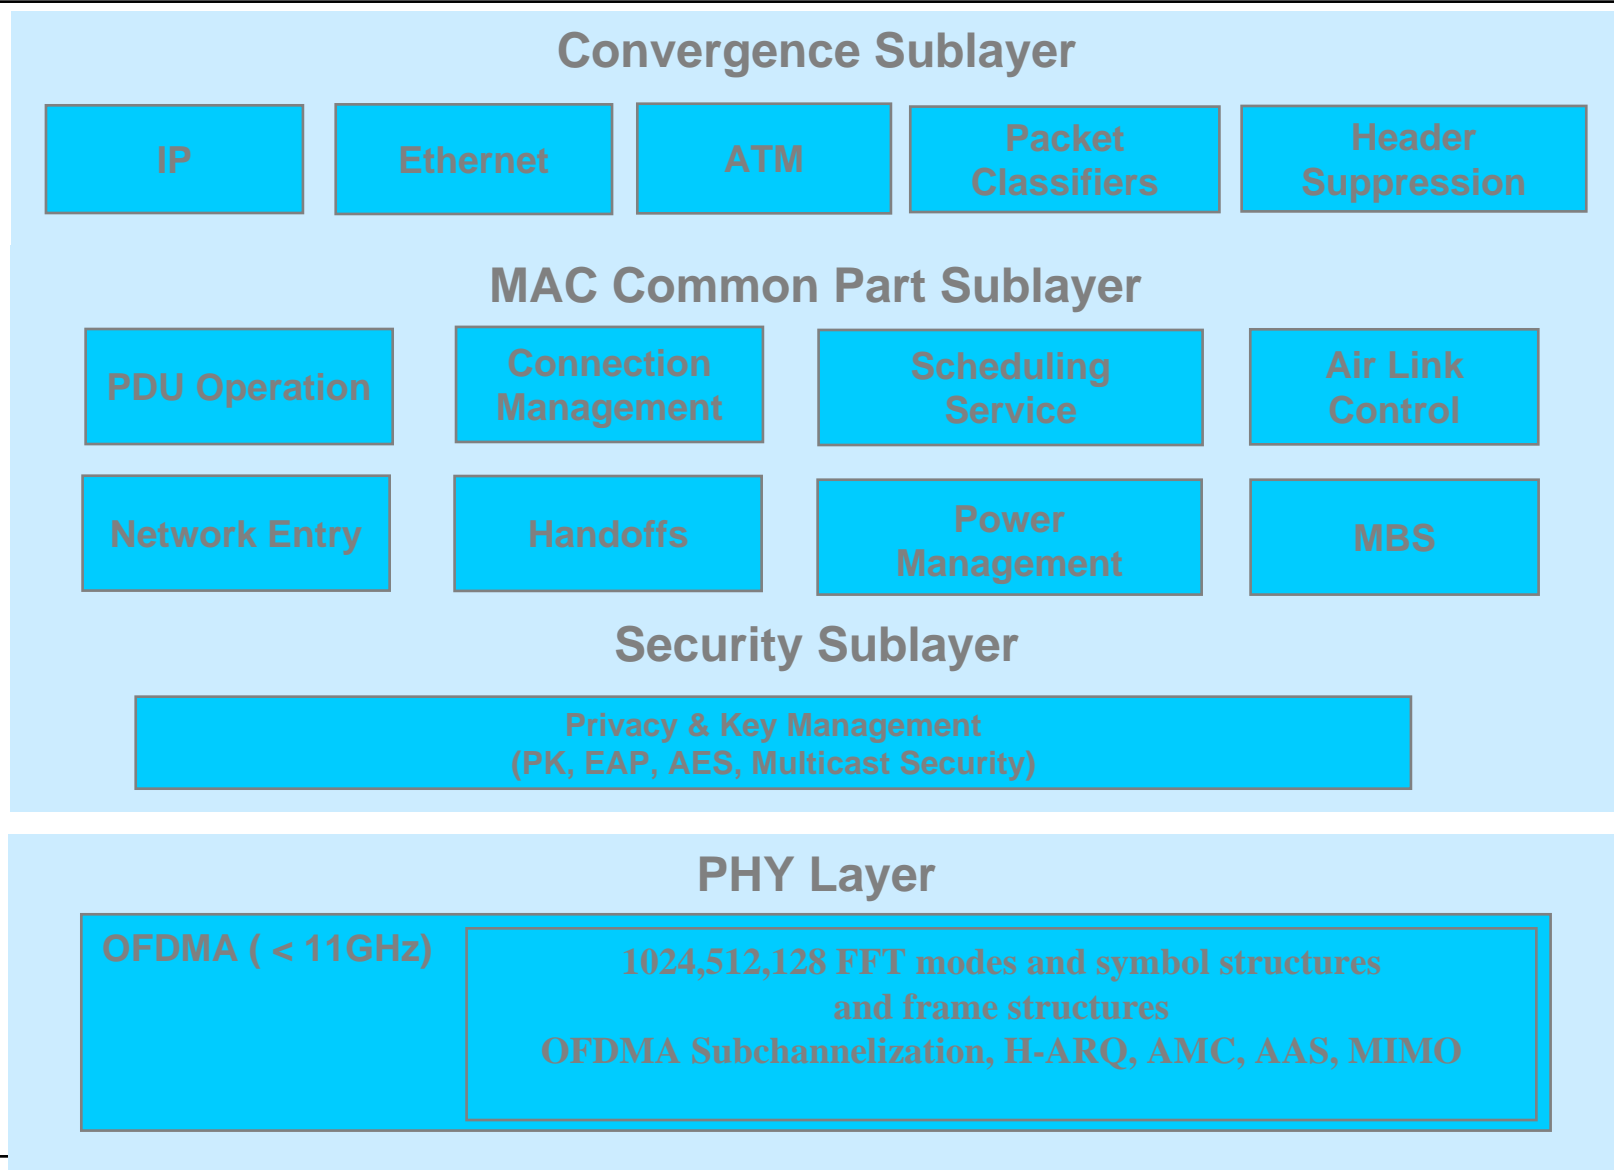 Convergence Sublayer
IP
Ethernet
ATM
Packet
Classifiers
Header
Suppression
MAC Common Part Sublayer
PDU Operation
Connection
Management
Scheduling
Service
Air Link
Control
Network Entry
Handoffs
Power
Management
MBS
Security Sublayer
Privacy & Key Management
(PK, EAP, AES, Multicast Security)
PHY Layer
OFDMA ( < 11GHz)
1024,512,128 FFT modes and symbol structures
and frame structures
OFDMA Subchannelization, H-ARQ, AMC, AAS, MIMO